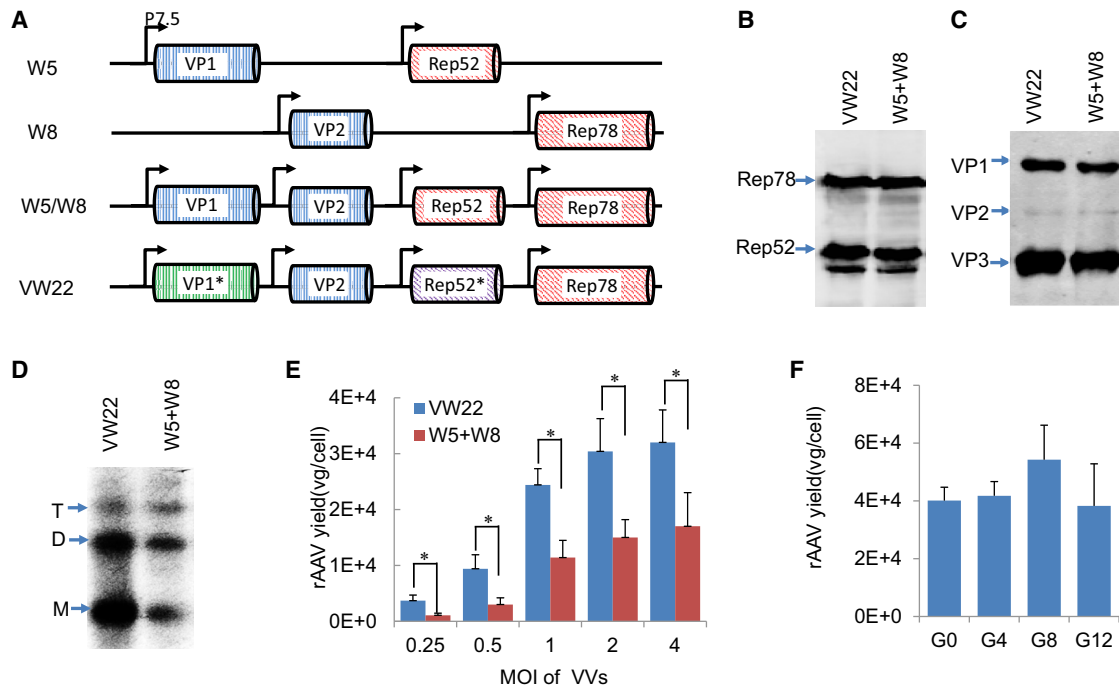 A
P7.5
W5
VP1
Rep52
W8
VP2
Rep78
W5/W8
VP1
VP2
Rep52
Rep78
VW22
VP1*
VP2
Rep52*
Rep78
B
VW22
W5+W8
Rep78
Rep52
C
VW22
W5+W8
VP1
VP2
VP3
D
VW22
W5+W8
T
D
M
E
rAAV yield(vg/cell)
4E+4
3E+4
2E+4
1E+4
0E+0
VW22
W5+W8
*
*
*
*
*
0.25 0.5 1 2 4
MOI of VVs
F
rAAV yield(vg/cell)
8E+4
6E+4
4E+4
2E+4
0E+0
G0 G4 G8 G12